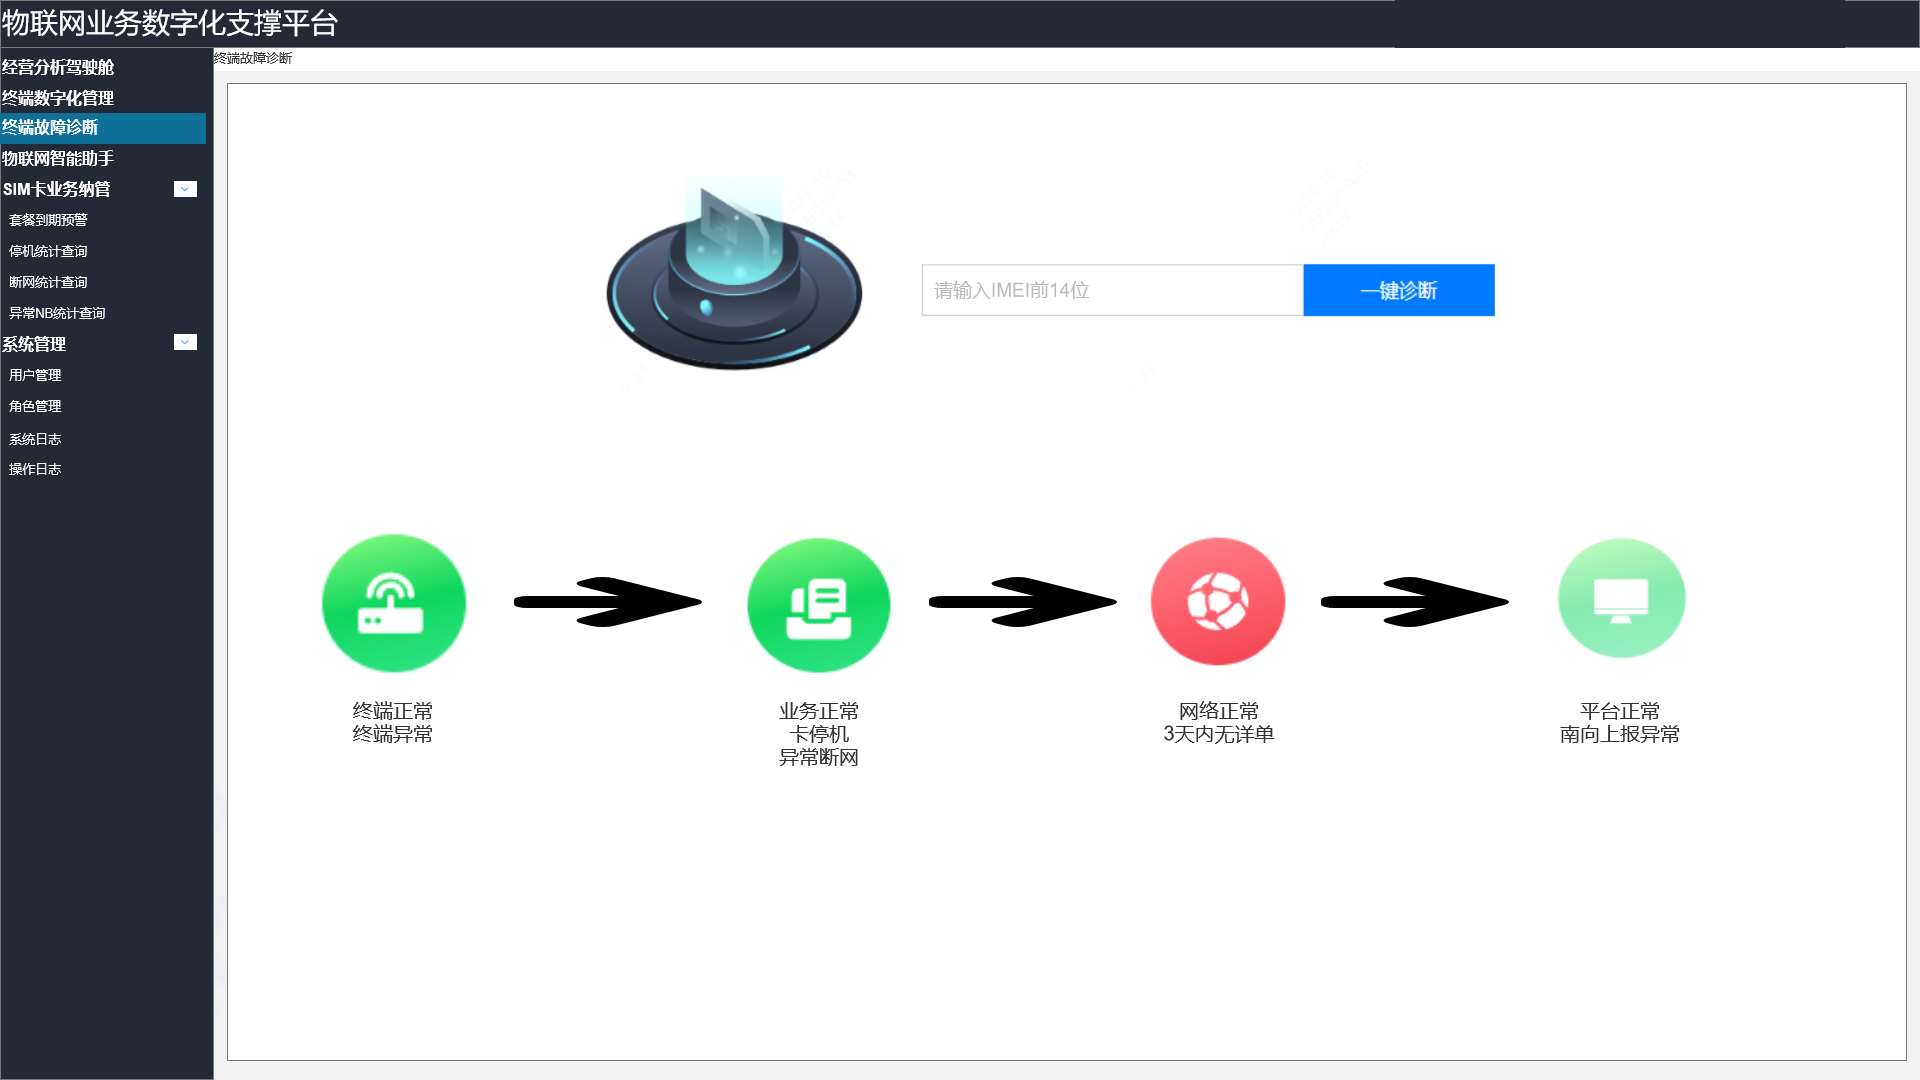 物联网业务数字化支撑平台
经营分析驾驶舱
终端数字化管理
终端故障诊断
物联网智能助手
SIM卡业务纳管
套餐到期预警
停机统计查询
断网统计查询
异常NB统计查询
系统管理
用户管理
角色管理
系统日志
操作日志
终端故障诊断
请输入IMEI前14位
一键诊断
终端正常
终端异常
业务正常
卡停机
异常断网
网络正常
3天内无详单
平台正常
南向上报异常